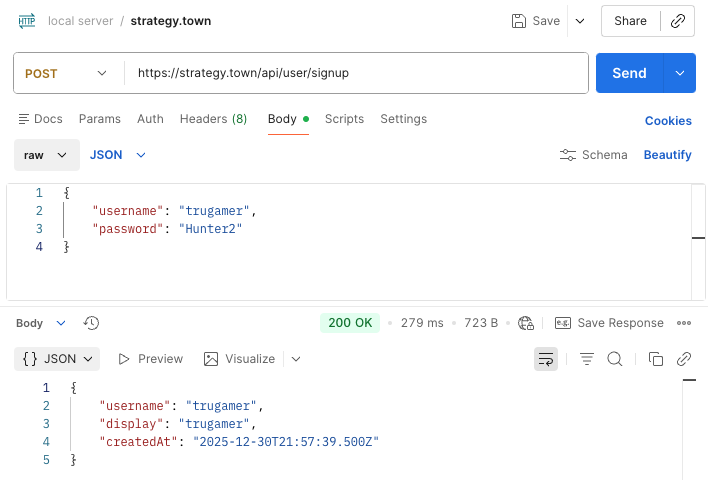 HTTP local server / strategy.town Save Share
POST https://strategy.town/api/user/signup Send
Docs Params Auth Headers (8) Body Scripts Settings Cookies
raw JSON Schema Beautify
1 {
2 "username": "trugamer",
3 "password": "Hunter2"
4 }
Body 200 OK • 279 ms • 723 B • e.g. Save Response
{} JSON Preview Visualize
1 {
2 "username": "trugamer",
3 "display": "trugamer",
4 "createdAt": "2025-12-30T21:57:39.500Z"
5 }